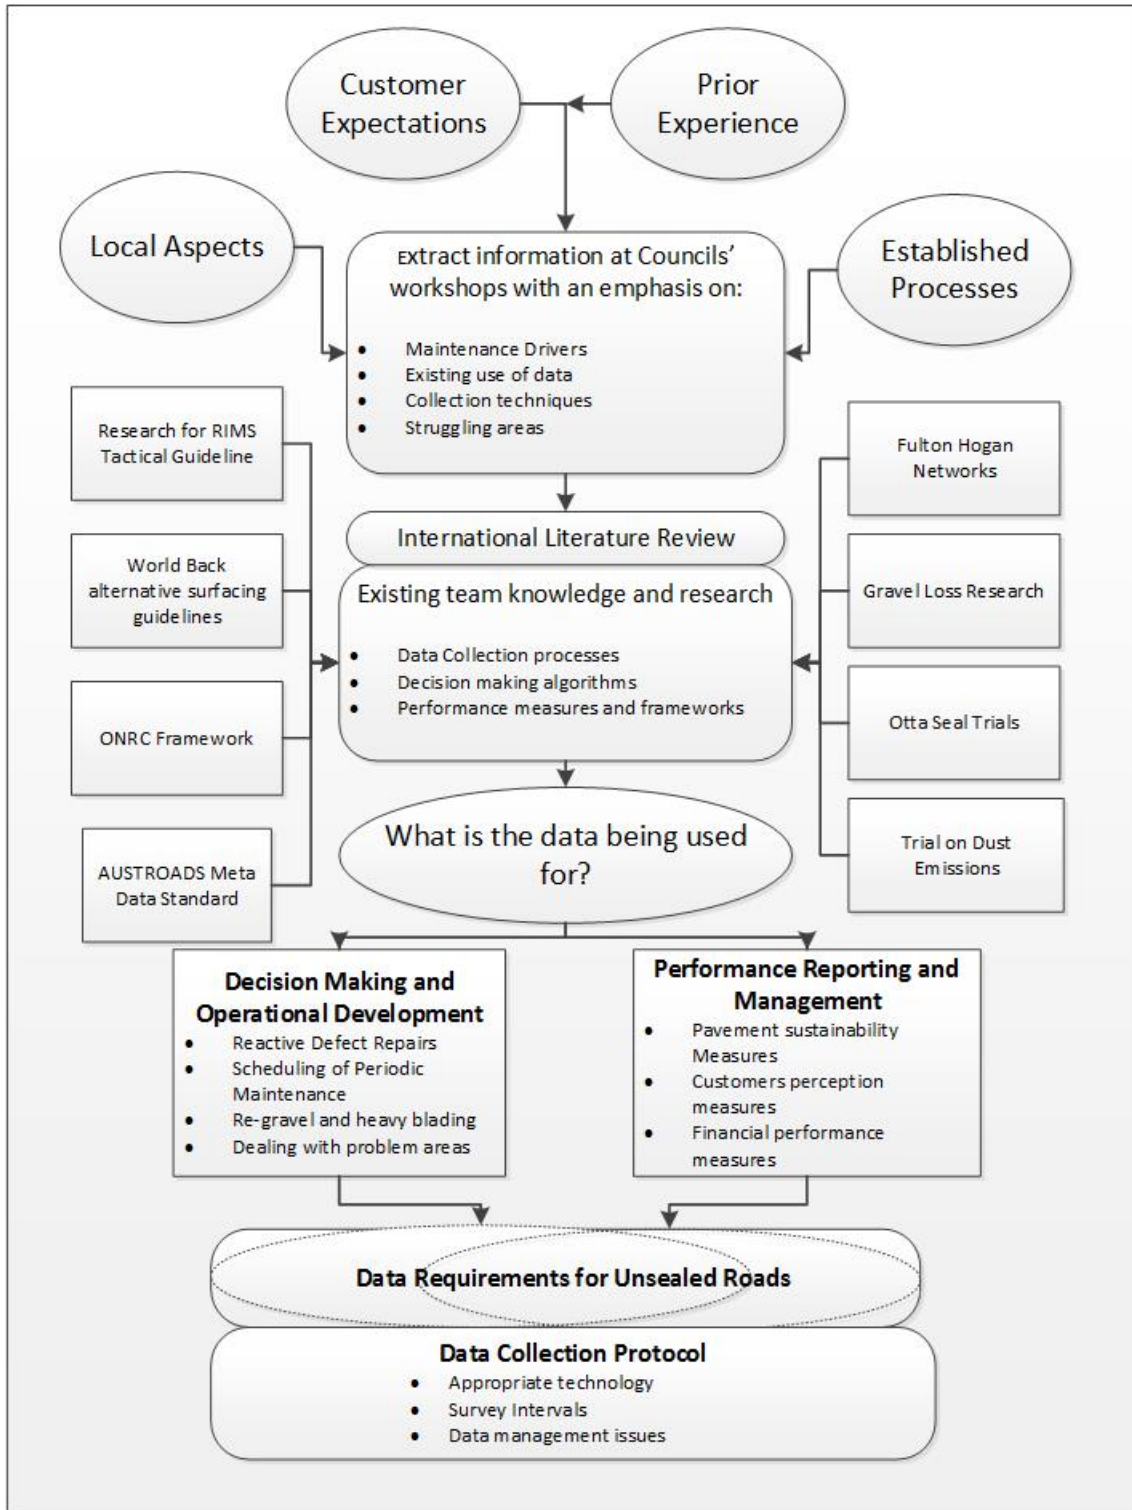 Customer
Expectations
Prior
Experience
Local Aspects
Established
Processes
Extract information at Councils'
workshops with an emphasis on:
• Maintenance Drivers
• Existing use of data
• Collection techniques
• Struggling areas
Research for RIMS
Tactical Guideline
World Back
alternative surfacing
guidelines
ONRC Framework
AUSTROADS Meta
Data Standard
International Literature Review
Existing team knowledge and research
• Data Collection processes
• Decision making algorithms
• Performance measures and frameworks
Fulton Hogan
Networks
Gravel Loss Research
Otta Seal Trials
Trial on Dust
Emissions
What is the data being used
for?
Decision Making and
Operational Development
• Reactive Defect Repairs
• Scheduling of Periodic
Maintenance
• Re-gravel and heavy blading
• Dealing with problem areas
Performance Reporting and
Management
• Pavement sustainability
Measures
• Customers perception
measures
• Financial performance
measures
Data Requirements for Unsealed Roads
Data Collection Protocol
• Appropriate technology
• Survey Intervals
• Data management issues